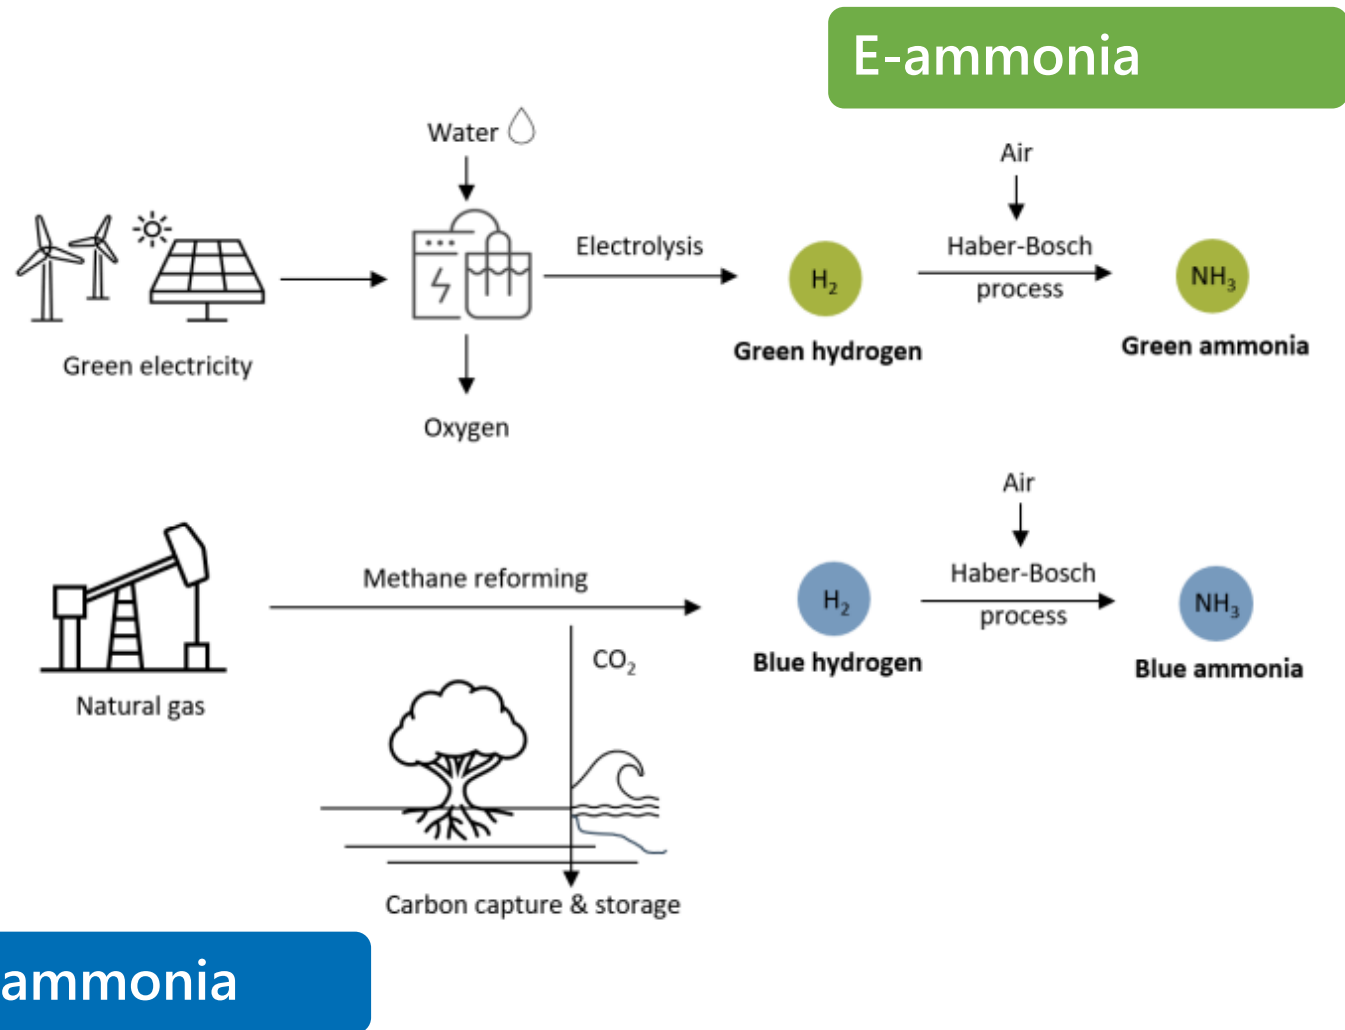 E-ammonia
Water
Air
Electrolysis
Haber-Bosch
process
H₂
NH₃
Green electricity
Green hydrogen
Green ammonia
Oxygen
Air
Methane reforming
Haber-Bosch
process
H₂
NH₃
CO₂
Blue hydrogen
Blue ammonia
Natural gas
Carbon capture & storage
ammonia